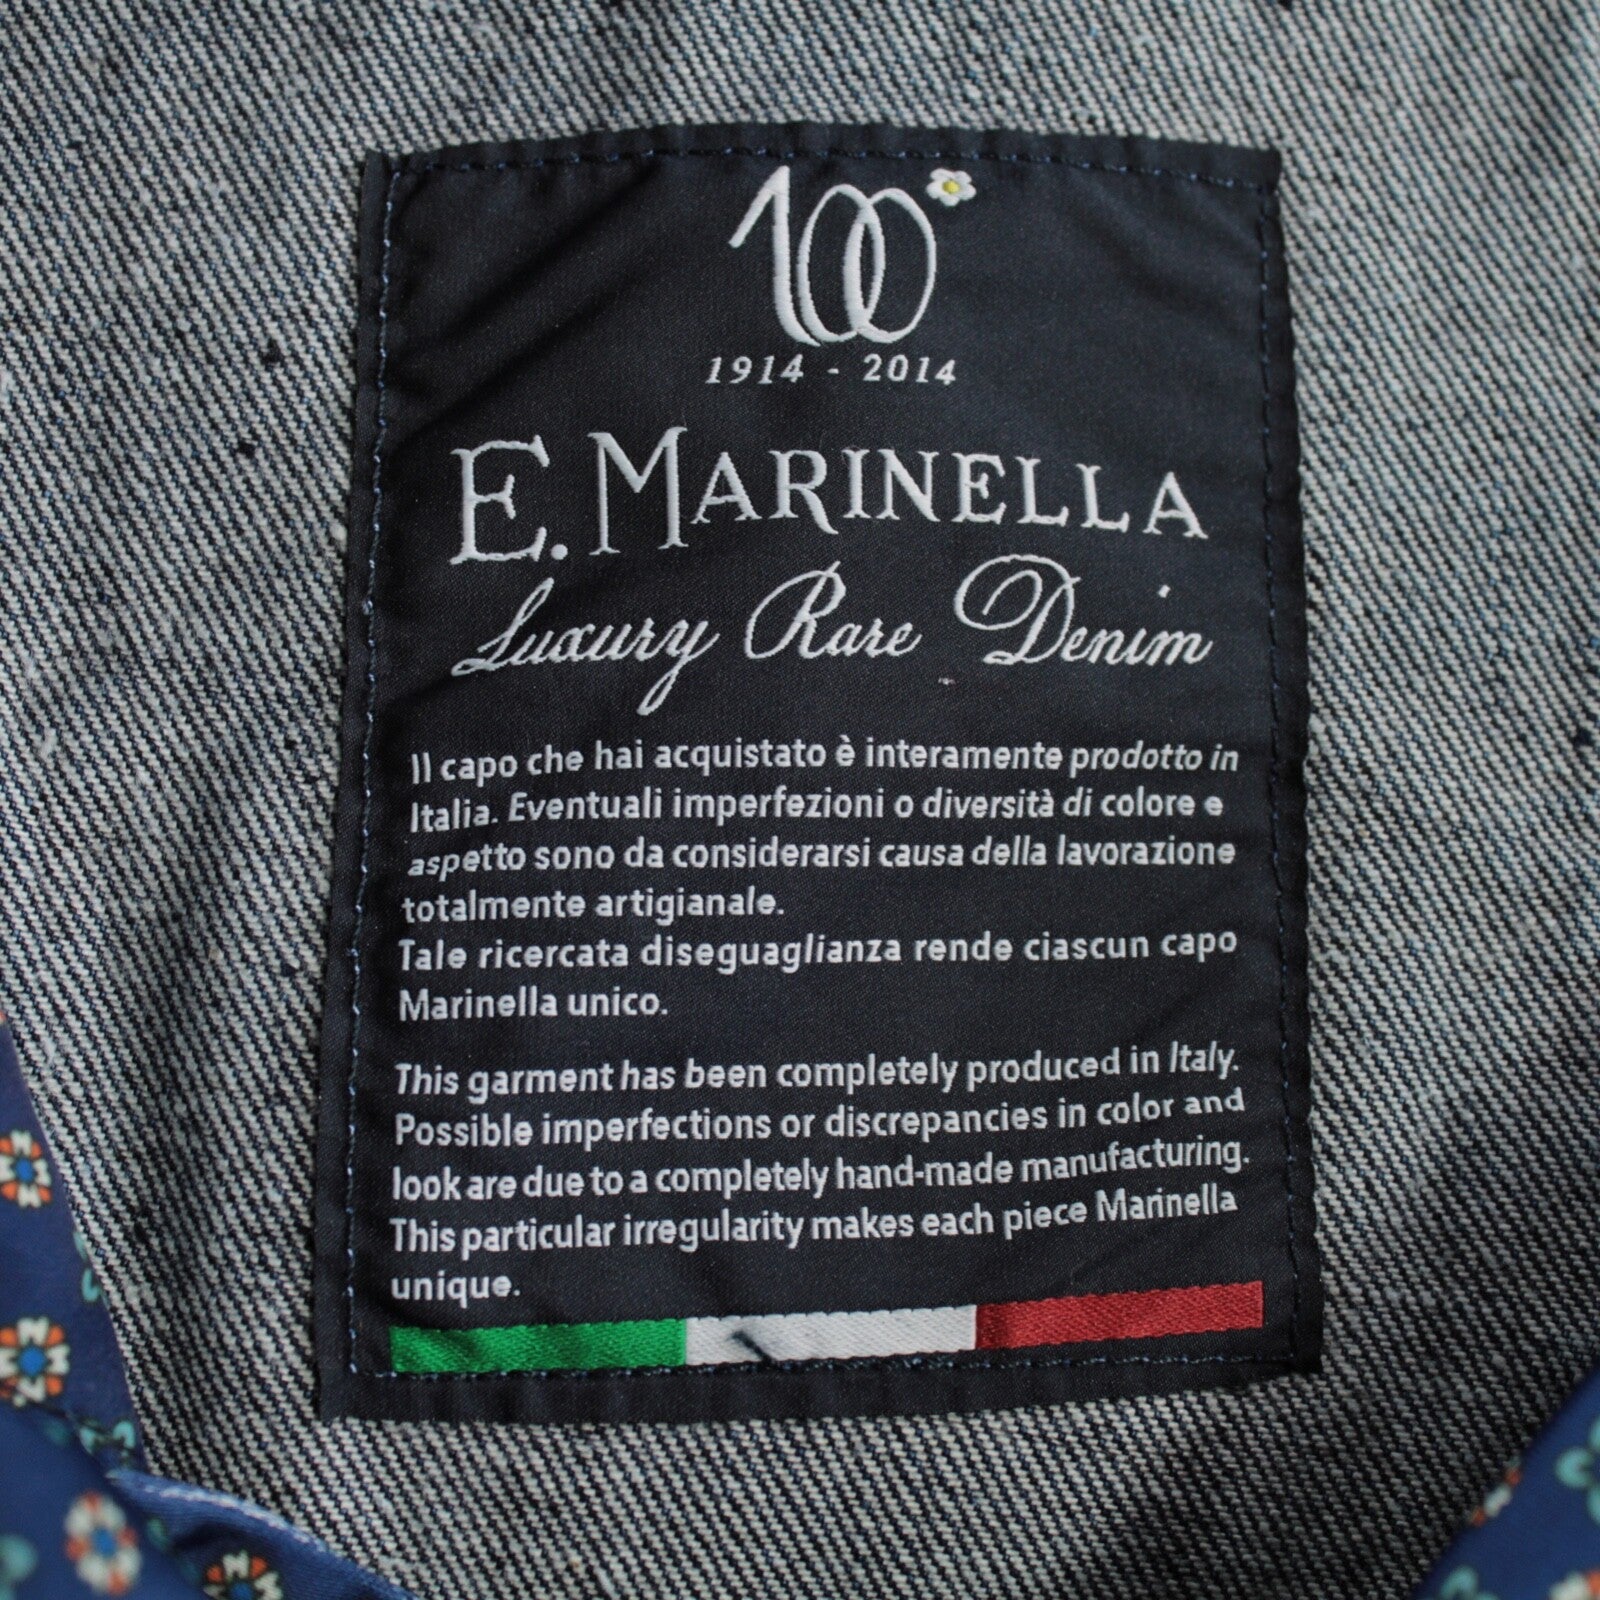 100
1914 - 2014
E. MARINELLA
Luxury Rare Denim
Il capo che hai acquistato è interamente prodotto in
Italia. Eventuali imperfezioni o diversità di colore e
aspetto sono da considerarsi causa della lavorazione
totalmente artigianale.
Tale ricercata diseguaglianza rende ciascun capo
Marinella unico.
This garment has been completely produced in Italy.
Possible imperfections or discrepancies in color and
look are due to a completely hand-made manufacturing.
This particular irregularity makes each piece Marinella
unique.